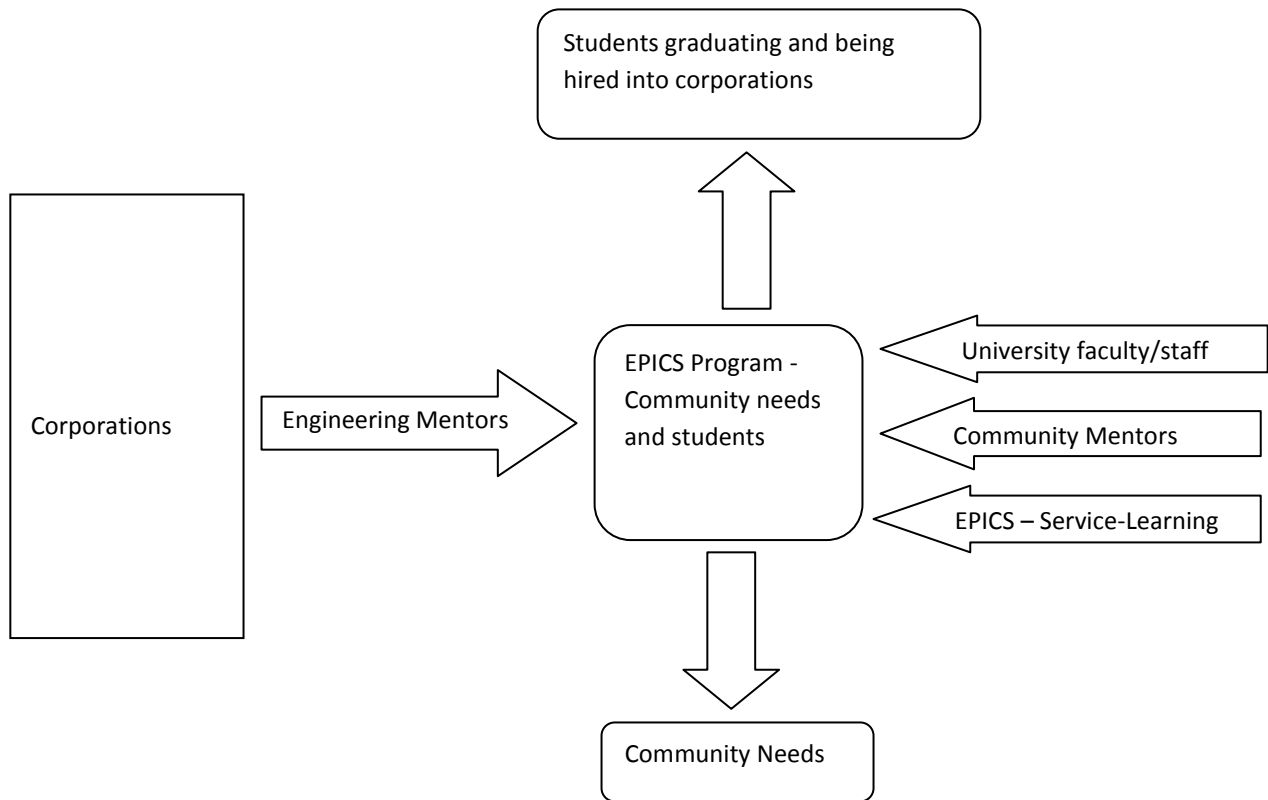 Students graduating and being
hired into corporations
Corporations
Engineering Mentors
EPICS Program -
Community needs
and students
University faculty/staff
Community Mentors
EPICS – Service-Learning
Community Needs